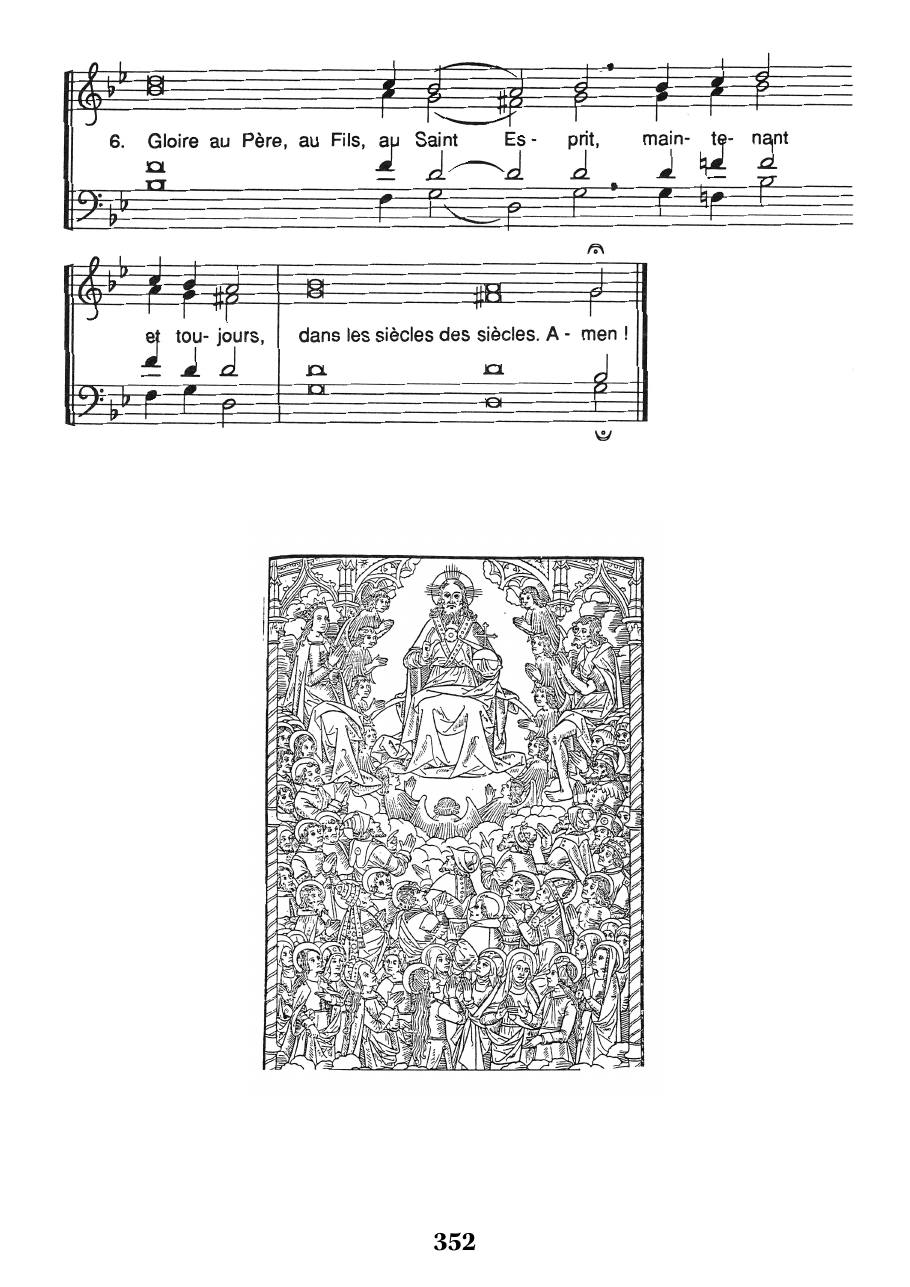 6. Gloire au Père, au Fils, au Saint Es - prit, main- te- nant
et tou- jours, dans les siècles des siècles. A - men !
352